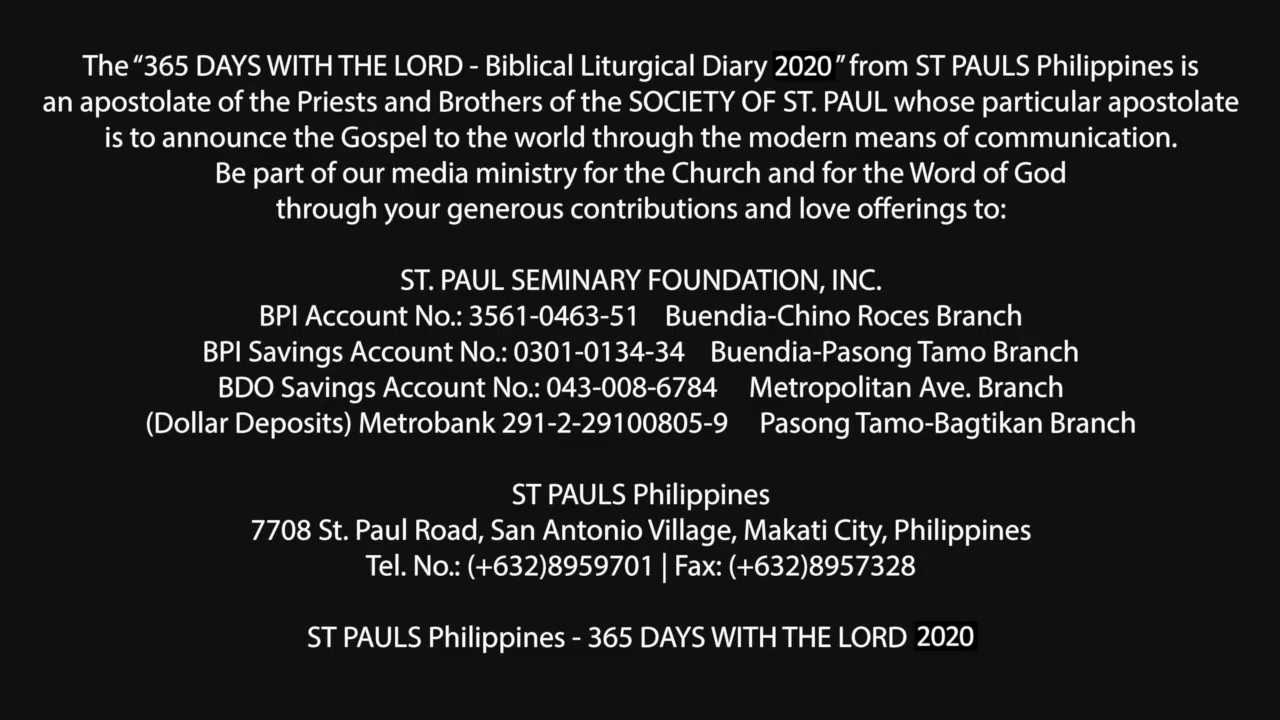 The “365 DAYS WITH THE LORD - Biblical Liturgical Diary 2020” from ST PAULS Philippines is
an apostolate of the Priests and Brothers of the SOCIETY OF ST. PAUL whose particular apostolate
is to announce the Gospel to the world through the modern means of communication.
Be part of our media ministry for the Church and for the Word of God
through your generous contributions and love offerings to:
ST. PAUL SEMINARY FOUNDATION, INC.
BPI Account No.: 3561-0463-51 Buendia-Chino Roces Branch
BPI Savings Account No.: 0301-0134-34 Buendia-Pasong Tamo Branch
BDO Savings Account No.: 043-008-6784 Metropolitan Ave. Branch
(Dollar Deposits) Metrobank 291-2-29100805-9 Pasong Tamo-Bagtikan Branch
ST PAULS Philippines
7708 St. Paul Road, San Antonio Village, Makati City, Philippines
Tel. No.: (+632)8959701 | Fax: (+632)8957328
ST PAULS Philippines - 365 DAYS WITH THE LORD 2020